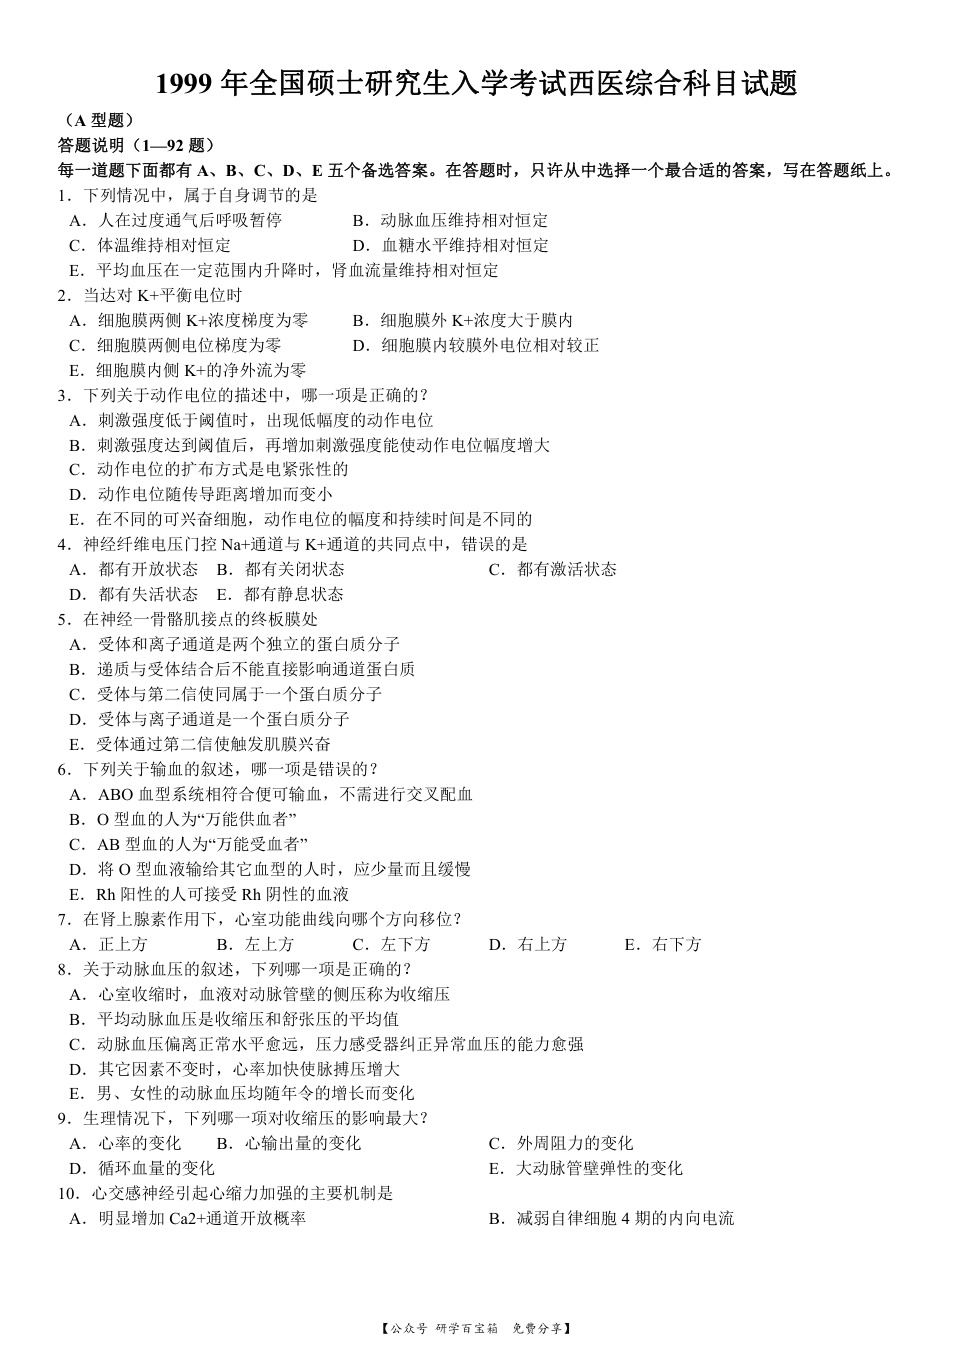 1999 年全国硕士研究生入学考试西医综合科目试题
（A 型题）
答题说明（1—92 题）
每一道题下面都有 A、B、C、D、E 五个备选答案。在答题时，只许从中选择一个最合适的答案，写在答题纸上。
1．下列情况中，属于自身调节的是
A．人在过度通气后呼吸暂停 B．动脉血压维持相对恒定
C．体温维持相对恒定 D．血糖水平维持相对恒定
E．平均血压在一定范围内升降时，肾血流量维持相对恒定
2．当达对 K+平衡电位时
A．细胞膜两侧 K+浓度梯度为零 B．细胞膜外 K+浓度大于膜内
C．细胞膜两侧电位梯度为零 D．细胞膜内较膜外电位相对较正
E．细胞膜内侧 K+的净外流为零
3．下列关于动作电位的描述中，哪一项是正确的？
A．刺激强度低于阈值时，出现低幅度的动作电位
B．刺激强度达到阈值后，再增加刺激强度能使动作电位幅度增大
C．动作电位的扩布方式是电紧张性的
D．动作电位随传导距离增加而变小
E．在不同的可兴奋细胞，动作电位的幅度和持续时间是不同的
4．神经纤维电压门控 Na+通道与 K+通道的共同点中，错误的是
A．都有开放状态 B．都有关闭状态 C．都有激活状态
D．都有失活状态 E．都有静息状态
5．在神经一骨骼肌接点的终板膜处
A．受体和离子通道是两个独立的蛋白质分子
B．递质与受体结合后不能直接影响通道蛋白质
C．受体与第二信使同属于一个蛋白质分子
D．受体与离子通道是一个蛋白质分子
E．受体通过第二信使触发肌膜兴奋
6．下列关于输血的叙述，哪一项是错误的？
A．ABO 血型系统相符合便可输血，不需进行交叉配血
B．O 型血的人为“万能供血者”
C．AB 型血的人为“万能受血者”
D．将 O 型血液输给其它血型的人时，应少量而且缓慢
E．Rh 阳性的人可接受 Rh 阴性的血液
7．在肾上腺素作用下，心室功能曲线向哪个方向移位？
A．正上方 B．左上方 C．左下方 D．右上方 E．右下方
8．关于动脉血压的叙述，下列哪一项是正确的？
A．心室收缩时，血液对动脉管壁的侧压称为收缩压
B．平均动脉血压是收缩压和舒张压的平均值
C．动脉血压偏离正常水平愈远，压力感受器纠正异常血压的能力愈强
D．其它因素不变时，心率加快使脉搏压增大
E．男、女性的动脉血压均随年令的增长而变化
9．生理情况下，下列哪一项对收缩压的影响最大？
A．心率的变化 B．心输出量的变化 C．外周阻力的变化
D．循环血量的变化 E．大动脉管壁弹性的变化
10．心交感神经引起心缩力加强的主要机制是
A．明显增加 Ca2+通道开放概率 B．减弱自律细胞 4 期的内向电流
【公众号 研学百宝箱 免费分享】